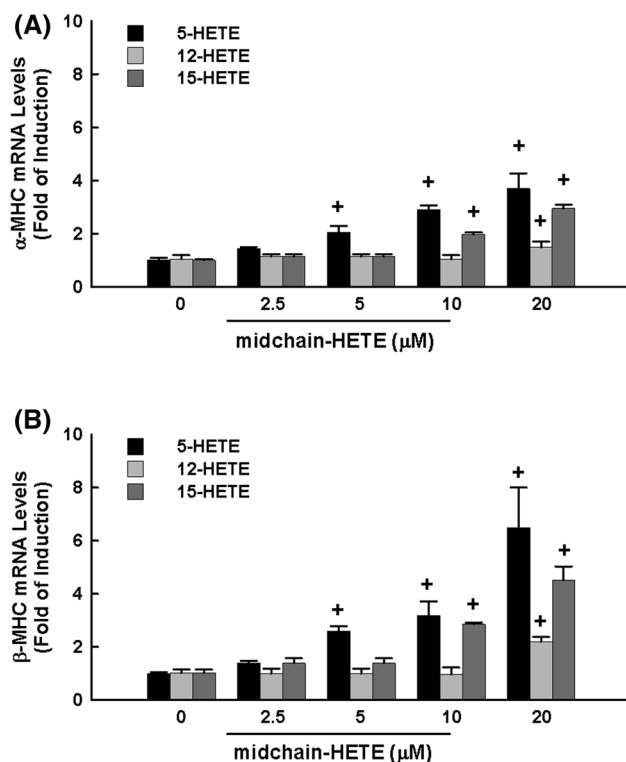 (A)
10
8
6
4
2
0
α-MHC mRNA Levels
(Fold of Induction)
5-HETE
12-HETE
15-HETE
+
+
+
+
+
+
0 2.5 5 10 20
midchain-HETE (μM)
(B)
10
8
6
4
2
0
β-MHC mRNA Levels
(Fold of Induction)
5-HETE
12-HETE
15-HETE
+
+
+
+
+
+
0 2.5 5 10 20
midchain-HETE (μM)